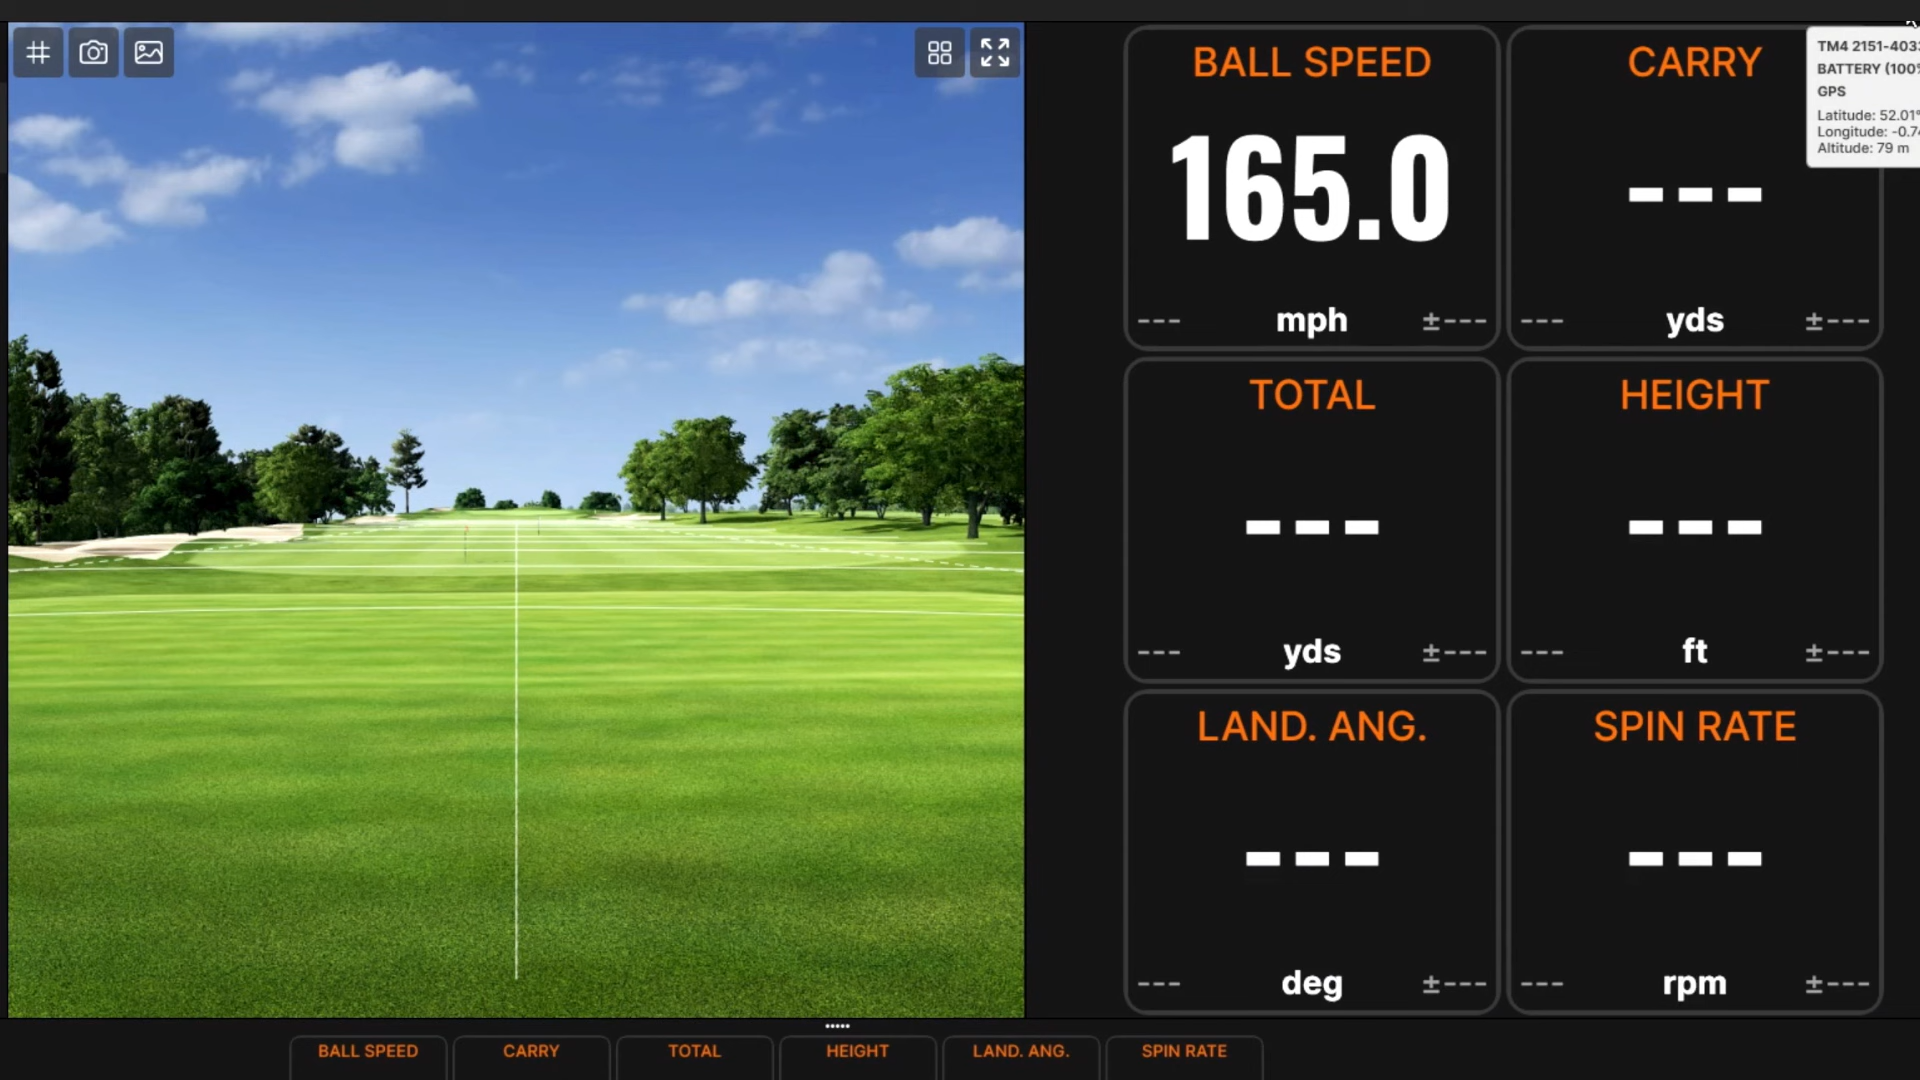 BALL SPEED
165.0
--- mph ±---
CARRY
---
--- yds ±---
TM4 2151-403
BATTERY (100%
GPS
Latitude: 52.01°
Longitude: -0.74
Altitude: 79 m
TOTAL
---
--- yds ±---
HEIGHT
---
--- ft ±---
LAND. ANG.
---
--- deg ±---
SPIN RATE
---
--- rpm ±---
BALL SPEED
CARRY
TOTAL
HEIGHT
LAND. ANG.
SPIN RATE